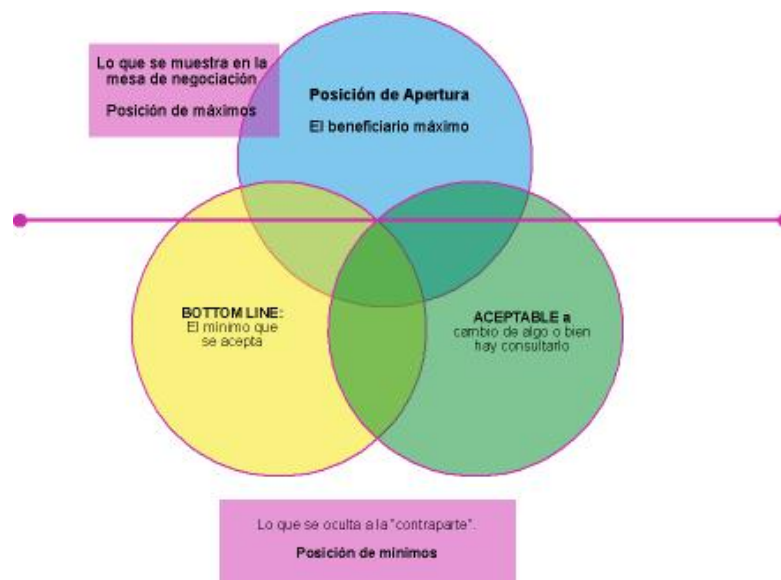 Lo que se muestra en la
mesa de negociación
Posición de máximos
Posición de Apertura
El beneficiario máximo
BOTTOM LINE:
El mínimo que
se acepta
ACEPTABLE a
cambio de algo o bien
hay consultarlo
Lo que se oculta a la "contraparte".
Posición de mínimos